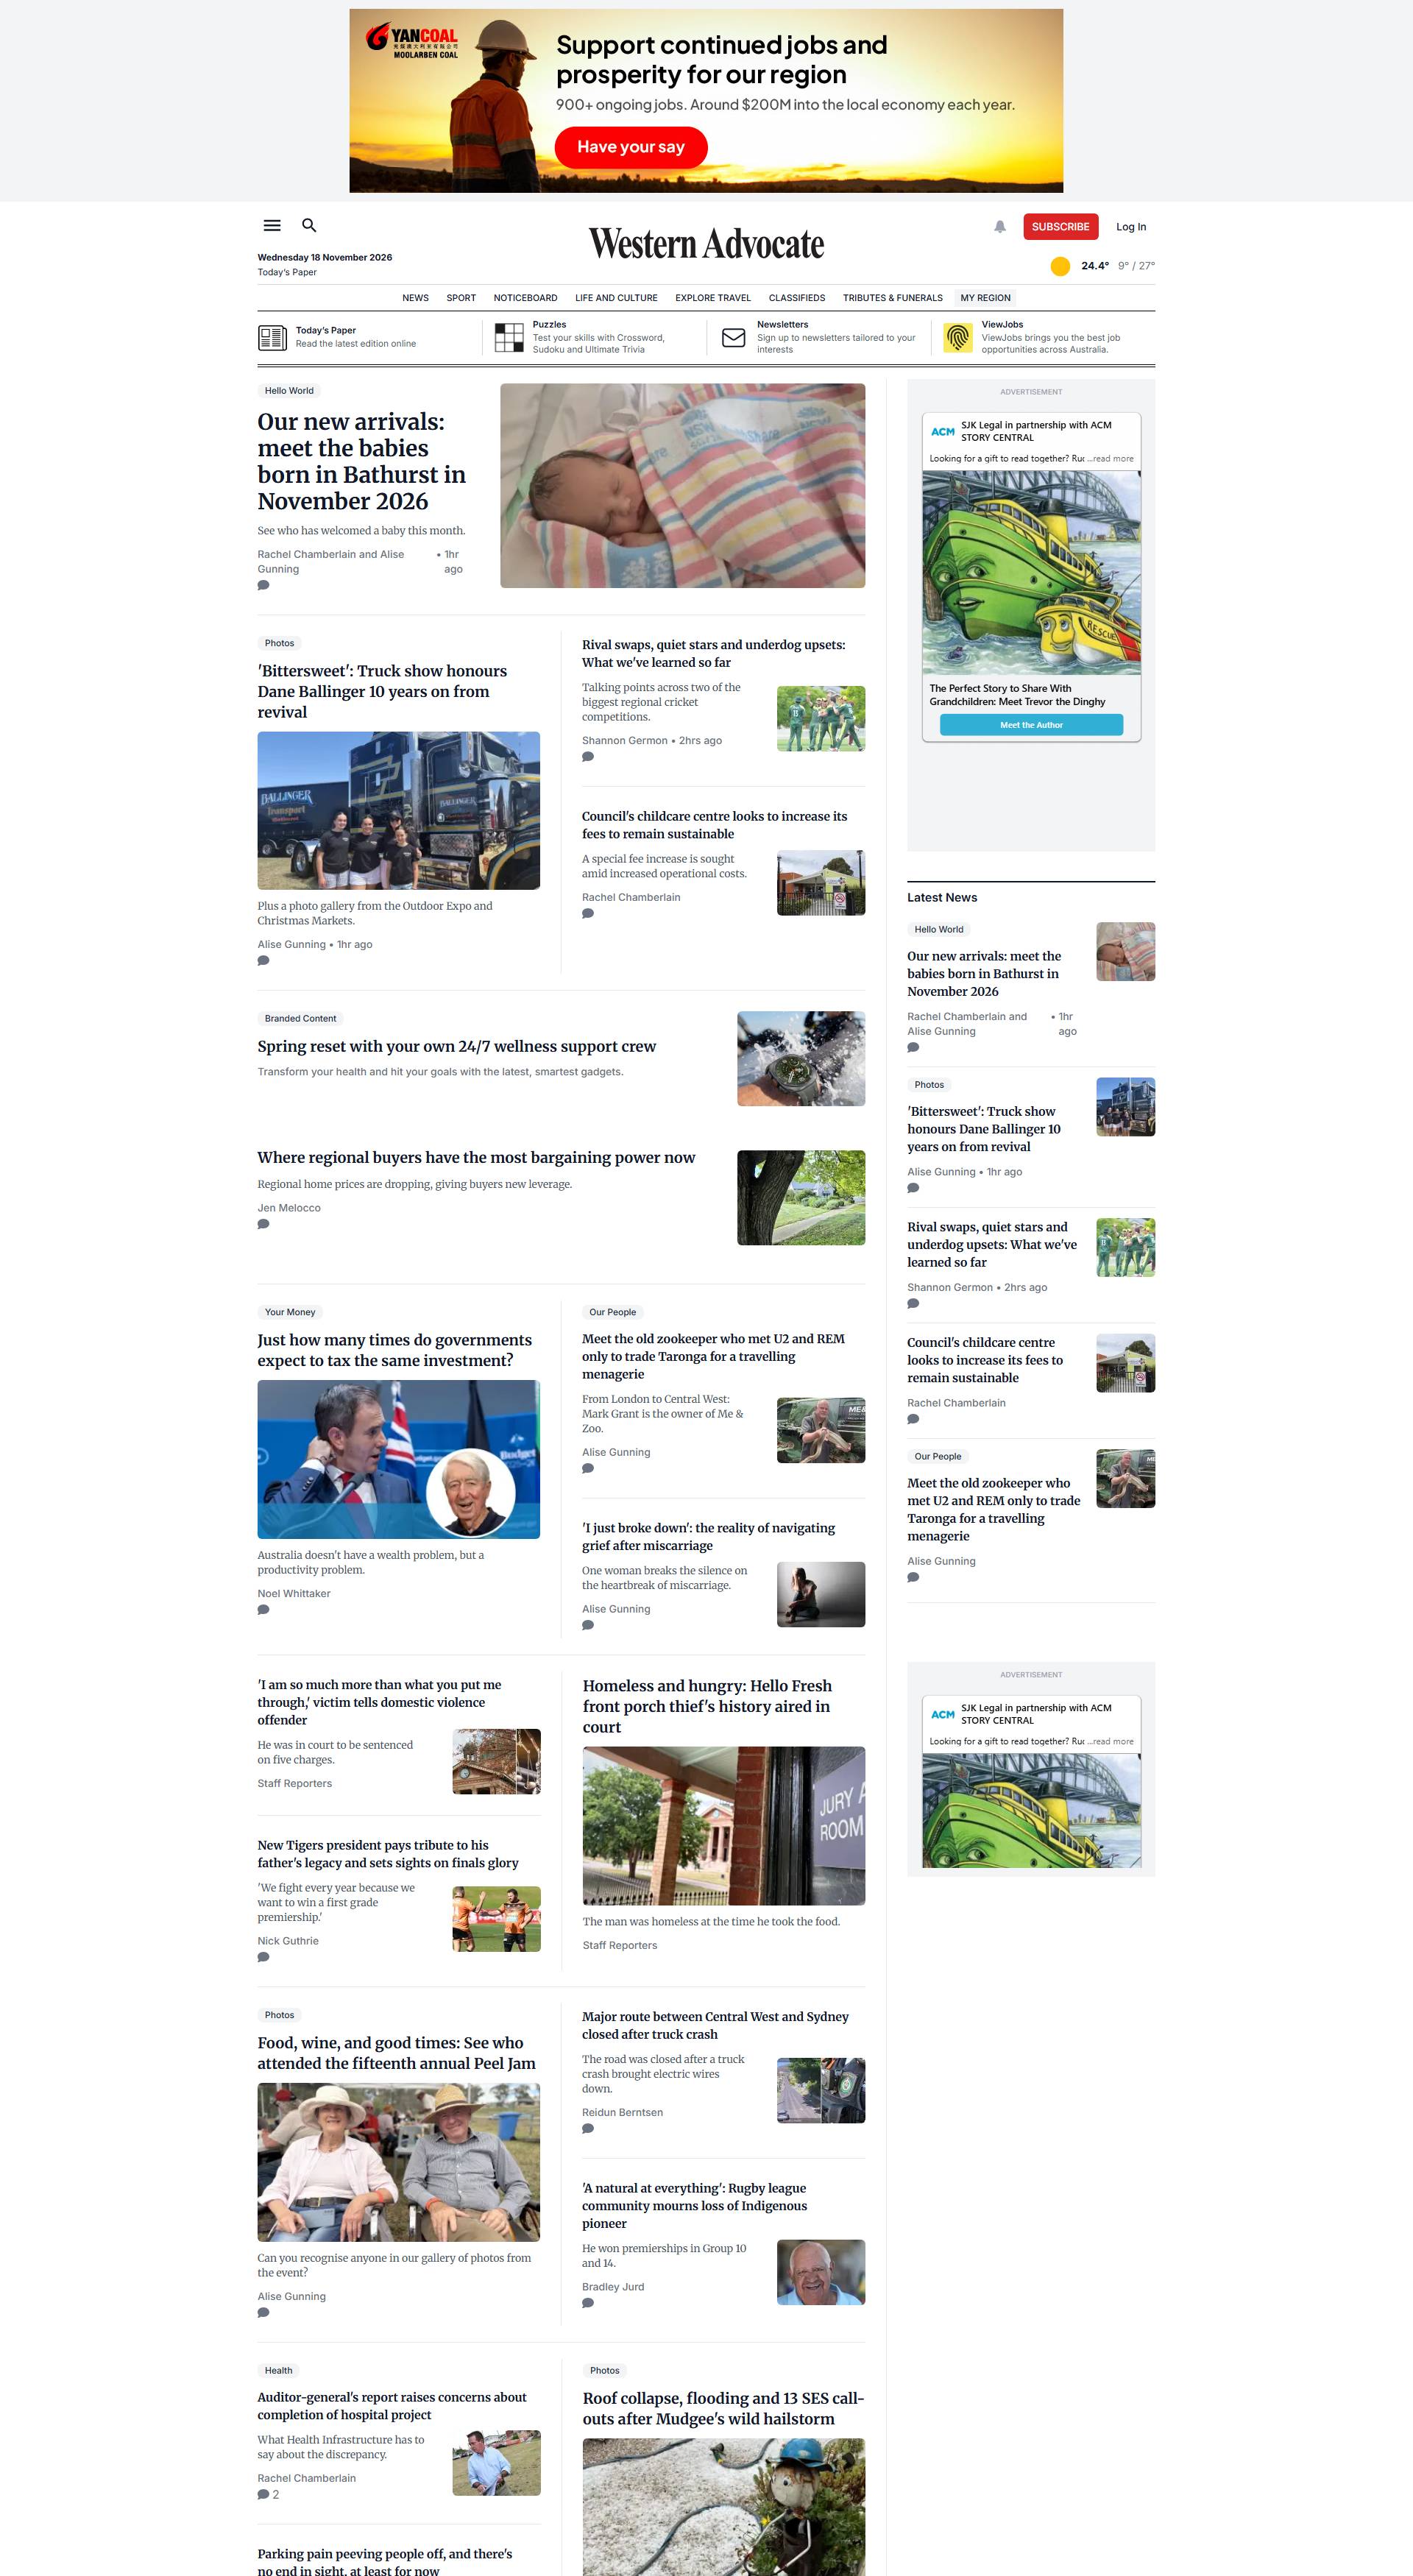 YANCOAL
MOOLARBEN COAL
Support continued jobs and
prosperity for our region
900+ ongoing jobs. Around $200M into the local economy each year.
Have your say
Western Advocate
SUBSCRIBE
Log In
Wednesday 18 November 2026
Today's Paper
24.4° 9° / 27°
NEWS SPORT NOTICEBOARD LIFE AND CULTURE EXPLORE TRAVEL CLASSIFIEDS TRIBUTES & FUNERALS MY REGION
Today's Paper
Read the latest edition online
Puzzles
Test your skills with Crossword,
Sudoku and Ultimate Trivia
Newsletters
Sign up to newsletters tailored to your
interests
ViewJobs
ViewJobs brings you the best job
opportunities across Australia.
Hello World
Our new arrivals:
meet the babies
born in Bathurst in
November 2026
See who has welcomed a baby this month.
Rachel Chamberlain and Alise
Gunning
• 1hr
ago
Photos
'Bittersweet': Truck show honours
Dane Ballinger 10 years on from
revival
BALLINGER
Transport
BALLINGER
Plus a photo gallery from the Outdoor Expo and
Christmas Markets.
Alise Gunning • 1hr ago
Rival swaps, quiet stars and underdog upsets:
What we've learned so far
Talking points across two of the
biggest regional cricket
competitions.
Shannon Germon • 2hrs ago
Council's childcare centre looks to increase its
fees to remain sustainable
A special fee increase is sought
amid increased operational costs.
Rachel Chamberlain
Branded Content
Spring reset with your own 24/7 wellness support crew
Transform your health and hit your goals with the latest, smartest gadgets.
Where regional buyers have the most bargaining power now
Regional home prices are dropping, giving buyers new leverage.
Jen Melocco
Your Money
Just how many times do governments
expect to tax the same investment?
Budget
Australia doesn't have a wealth problem, but a
productivity problem.
Noel Whittaker
Our People
Meet the old zookeeper who met U2 and REM
only to trade Taronga for a travelling
menagerie
From London to Central West:
Mark Grant is the owner of Me &
Zoo.
Alise Gunning
'I just broke down': the reality of navigating
grief after miscarriage
One woman breaks the silence on
the heartbreak of miscarriage.
Alise Gunning
'I am so much more than what you put me
through,' victim tells domestic violence
offender
He was in court to be sentenced
on five charges.
Staff Reporters
New Tigers president pays tribute to his
father's legacy and sets sights on finals glory
'We fight every year because we
want to win a first grade
premiership.'
Nick Guthrie
Homeless and hungry: Hello Fresh
front porch thief's history aired in
court
JURY A
ROOM
The man was homeless at the time he took the food.
Staff Reporters
Photos
Food, wine, and good times: See who
attended the fifteenth annual Peel Jam
Can you recognise anyone in our gallery of photos from
the event?
Alise Gunning
Major route between Central West and Sydney
closed after truck crash
The road was closed after a truck
crash brought electric wires
down.
Reidun Berntsen
'A natural at everything': Rugby league
community mourns loss of Indigenous
pioneer
He won premierships in Group 10
and 14.
Bradley Jurd
Health
Auditor-general's report raises concerns about
completion of hospital project
What Health Infrastructure has to
say about the discrepancy.
Rachel Chamberlain
2
Parking pain peeving people off, and there's
no end in sight, at least for now
Photos
Roof collapse, flooding and 13 SES call-
outs after Mudgee's wild hailstorm
ADVERTISEMENT
ACM
SJK Legal in partnership with ACM
STORY CENTRAL
Looking for a gift to read together? Ru ...read more
RESCUE
The Perfect Story to Share With
Grandchildren: Meet Trevor the Dinghy
Meet the Author
Latest News
Hello World
Our new arrivals: meet the
babies born in Bathurst in
November 2026
Rachel Chamberlain and
Alise Gunning
• 1hr
ago
Photos
'Bittersweet': Truck show
honours Dane Ballinger 10
years on from revival
Alise Gunning • 1hr ago
Rival swaps, quiet stars and
underdog upsets: What we've
learned so far
Shannon Germon • 2hrs ago
Council's childcare centre
looks to increase its fees to
remain sustainable
Rachel Chamberlain
Our People
Meet the old zookeeper who
met U2 and REM only to trade
Taronga for a travelling
menagerie
Alise Gunning
ADVERTISEMENT
ACM
SJK Legal in partnership with ACM
STORY CENTRAL
Looking for a gift to read together? Ru ...read more